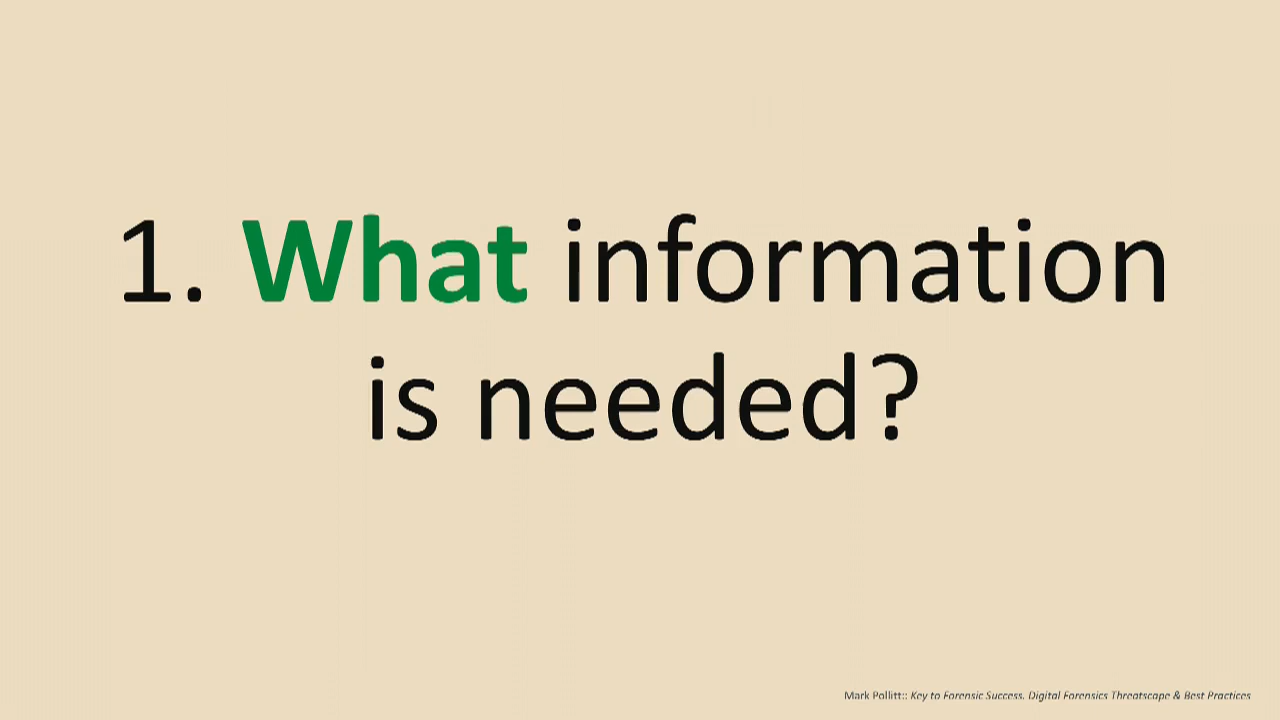 1. What information
is needed?
Mark Pollitt:: Key to Forensic Success. Digital Forensics Threatscape & Best Practices